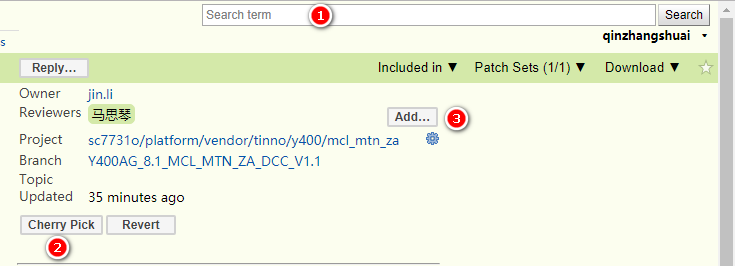 Search term 1 Search
s
qinzhangshuai ▼
Reply... Included in ▼ Patch Sets (1/1) ▼ Download ▼
Owner jin.li
Reviewers 马思琴 Add... 3
Project sc7731o/platform/vendor/tinno/y400/mcl_mtn_za
Branch Y400AG_8.1_MCL_MTN_ZA_DCC_V1.1
Topic
Updated 35 minutes ago
Cherry Pick Revert
2